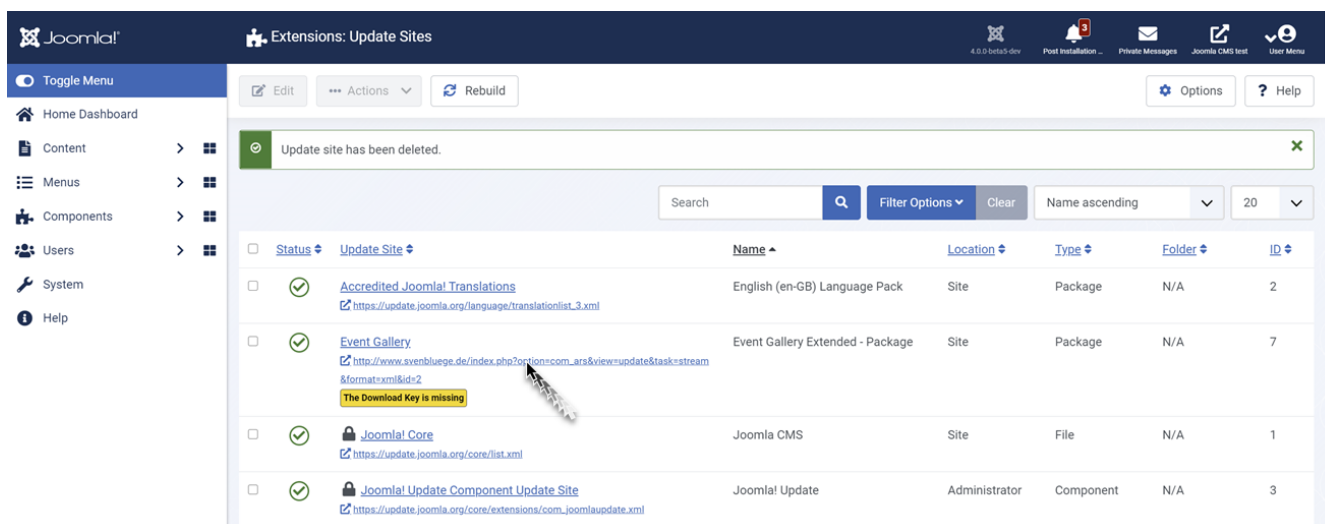 Joomla!
Extensions: Update Sites
4.0.0-beta5-dev
3
Post Installation ...
Private Messages
Joomla CMS test
User Menu
Toggle Menu
Edit
Actions
Rebuild
Options
? Help
Home Dashboard
Content
Menus
Components
Users
System
Help
Update site has been deleted.
Search
Filter Options
Clear
Name ascending
20
Status
Update Site
Name
Location
Type
Folder
ID
Accredited Joomla! Translations
English (en-GB) Language Pack
Site
Package
N/A
2
https://update.joomla.org/language/translationlist_3.xml
Event Gallery
Event Gallery Extended - Package
Site
Package
N/A
7
http://www.svenbluege.de/index.php?option=com_ars&view=update&task=stream
&format=xml&id=2
The Download Key is missing
Joomla! Core
Joomla CMS
Site
File
N/A
1
https://update.joomla.org/core/list.xml
Joomla! Update Component Update Site
Joomla! Update
Administrator
Component
N/A
3
https://update.joomla.org/core/extensions/com_joomlaupdate.xml